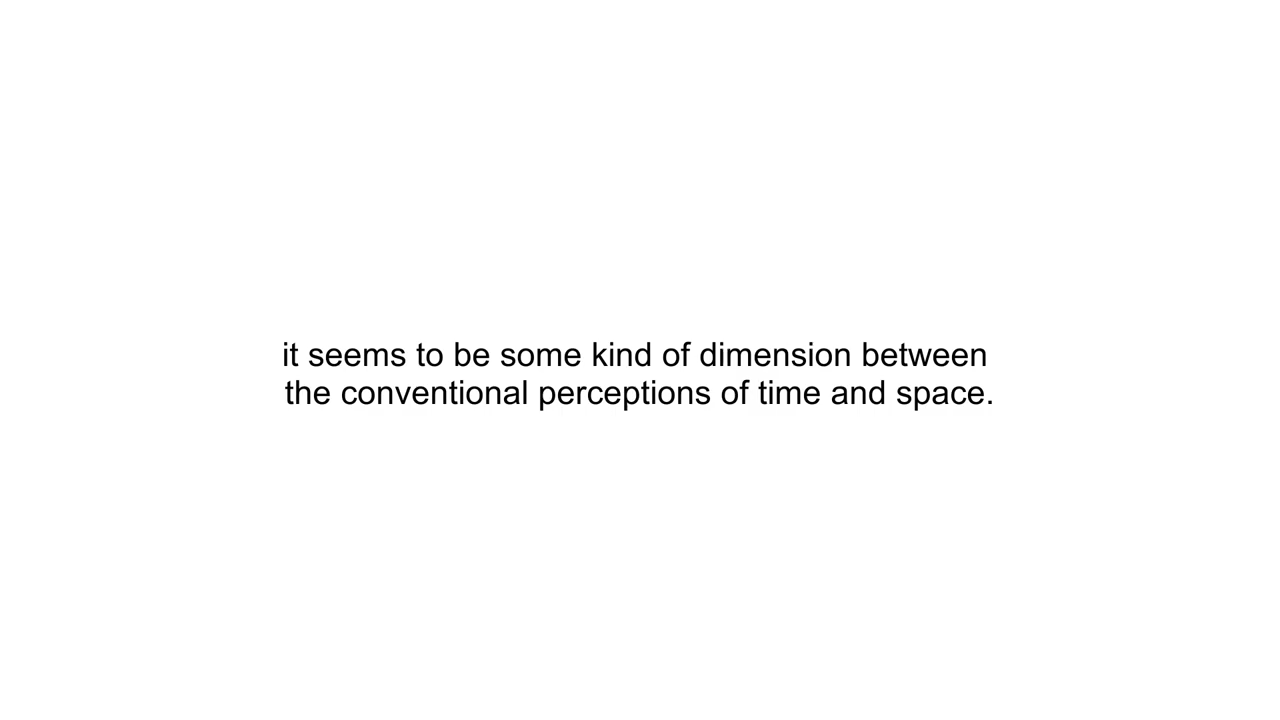 it seems to be some kind of dimension between
the conventional perceptions of time and space.